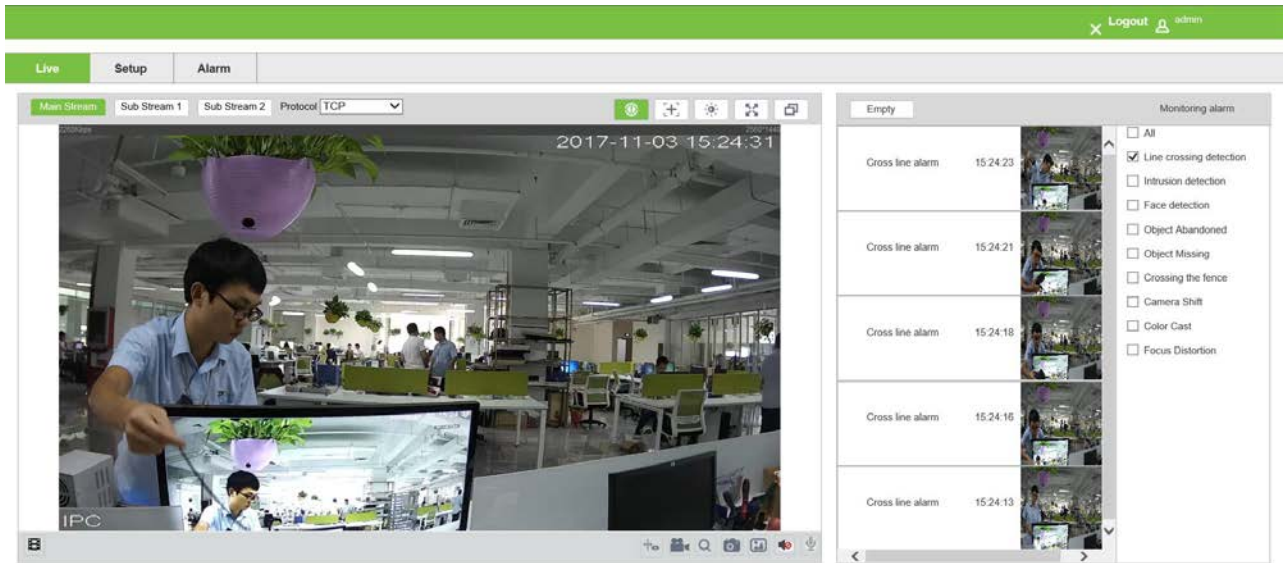 Logout admin
Live Setup Alarm
Main Stream Sub Stream 1 Sub Stream 2 Protocol TCP
2017-11-03 15:24:31
IPC
Empty Monitoring alarm
Cross line alarm 15:24:23
Cross line alarm 15:24:21
Cross line alarm 15:24:18
Cross line alarm 15:24:16
Cross line alarm 15:24:13
All
Line crossing detection
Intrusion detection
Face detection
Object Abandoned
Object Missing
Crossing the fence
Camera Shift
Color Cast
Focus Distortion